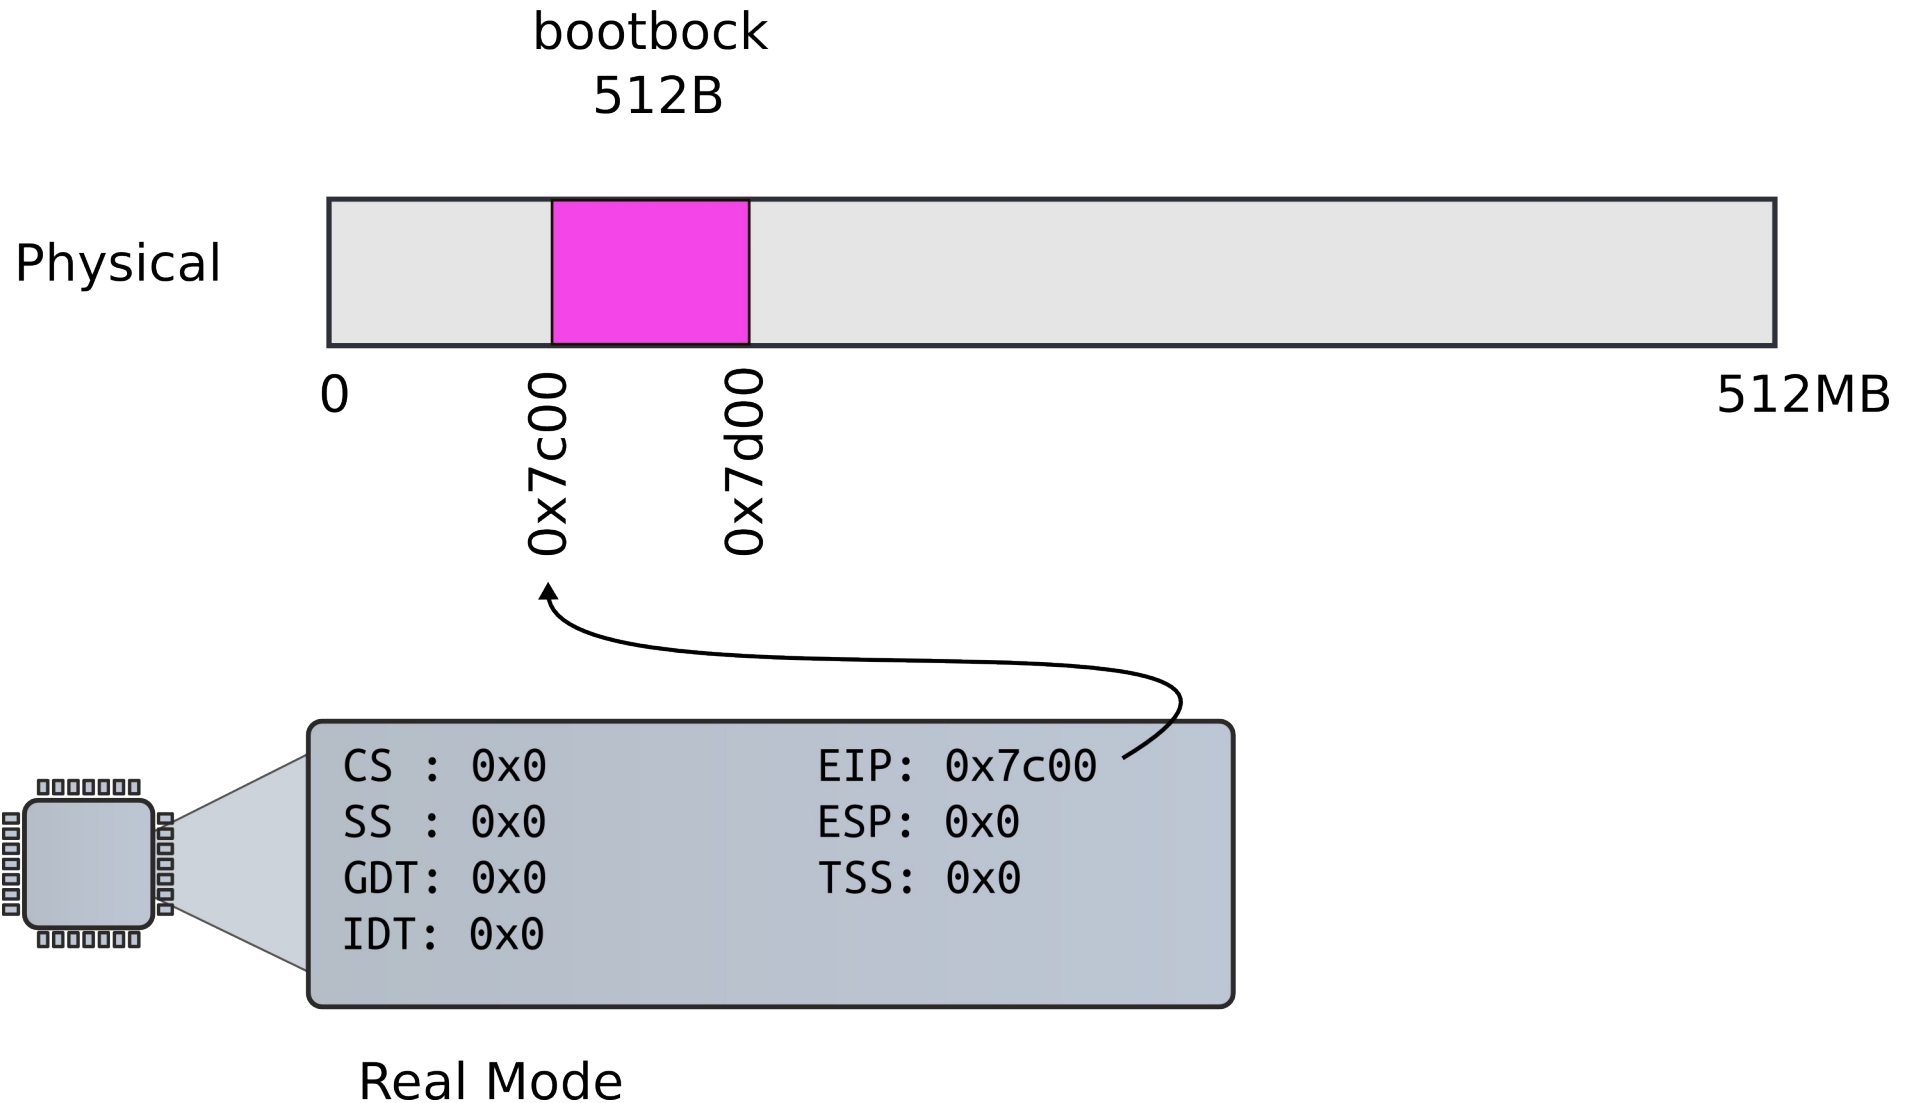 bootbock
512B
Physical
0
0x7c00
0x7d00
512MB
CS : 0x0
EIP: 0x7c00
SS : 0x0
ESP: 0x0
GDT: 0x0
TSS: 0x0
IDT: 0x0
Real Mode